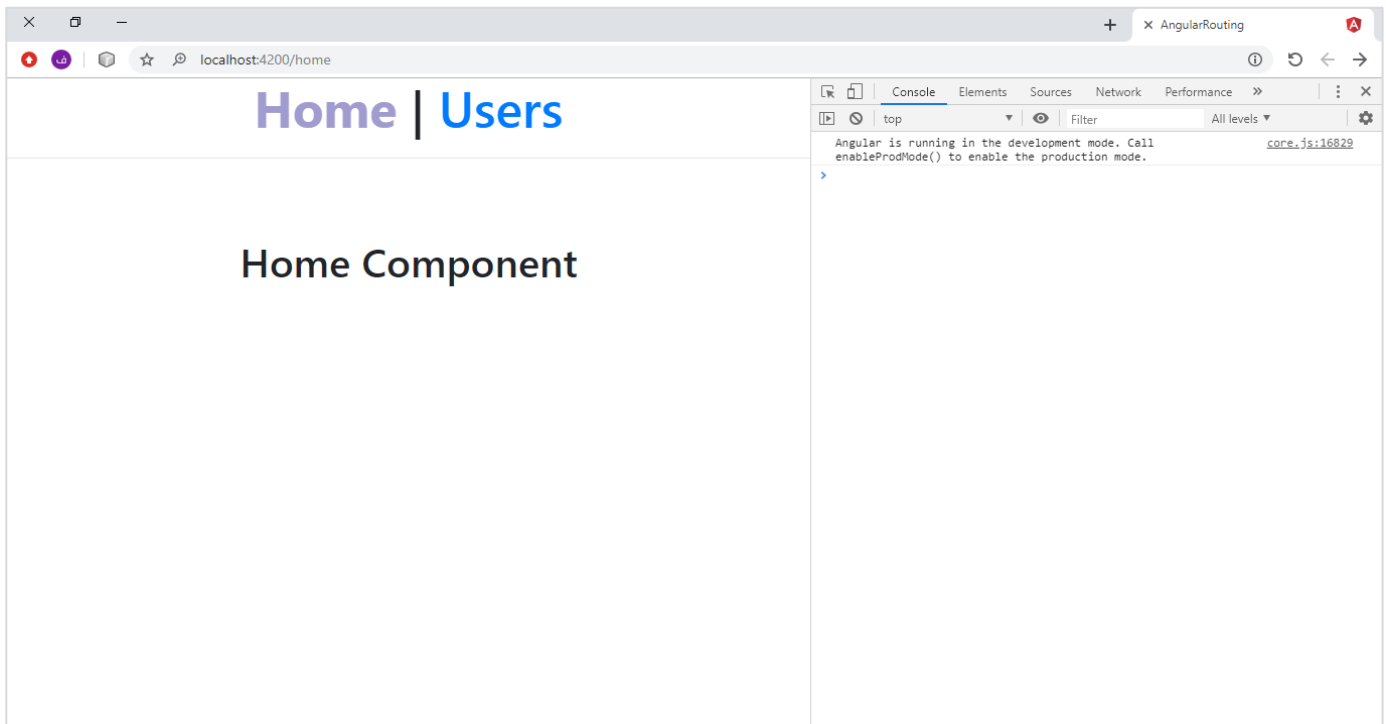 AngularRouting
localhost:4200/home
Home | Users
Home Component
Console Elements Sources Network Performance »
top Filter All levels ▼
Angular is running in the development mode. Call core.js:16829
enableProdMode() to enable the production mode.
>
ف